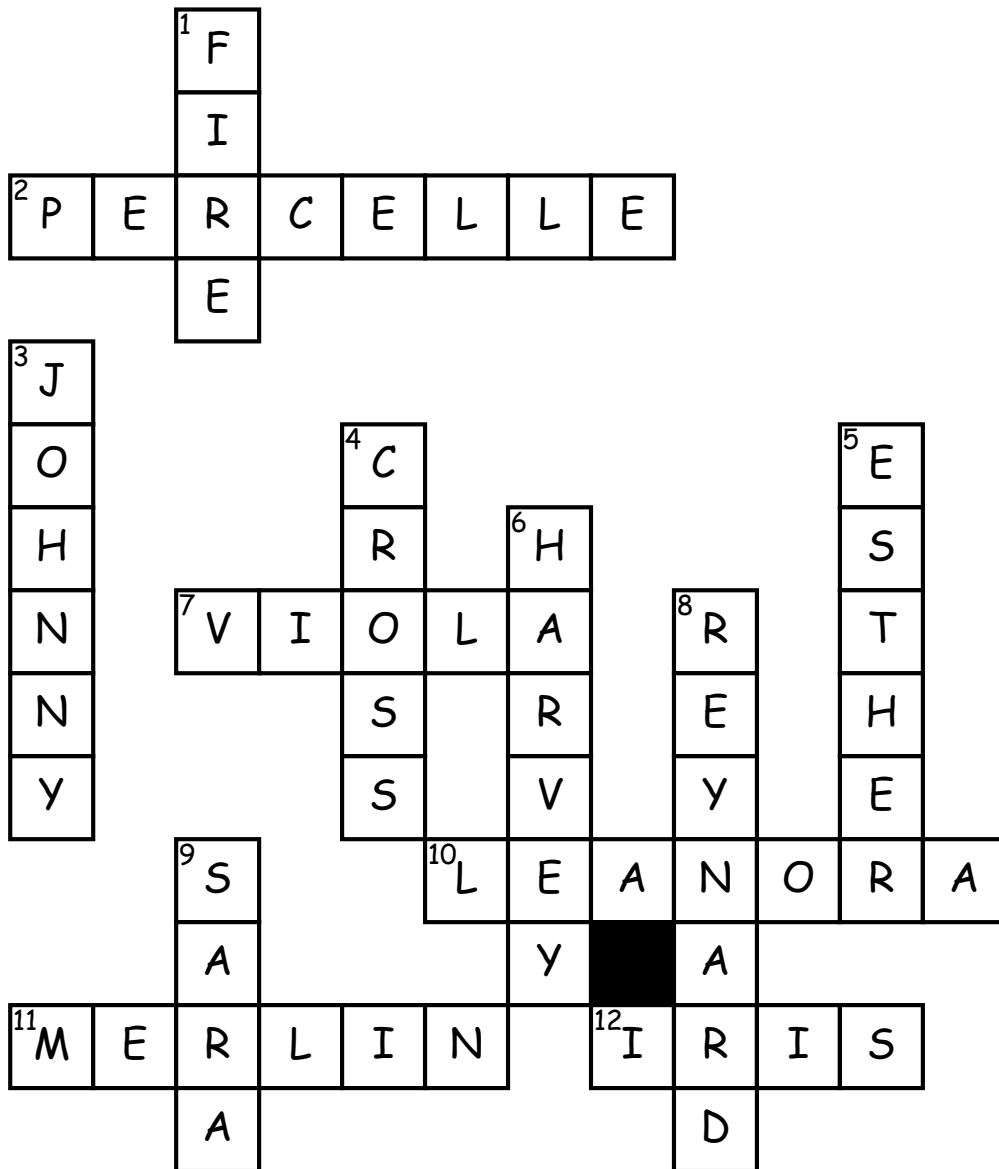 1 F
I
2 P E R C E L L E
E
3 J
O 4 C 5 E
H R 6 H S
N 7 V I O L A 8 R T
N S R E H
Y S V Y E
9 S 10 L E A N O R A
A Y A
11 M E R L I N 12 I R I S
A D